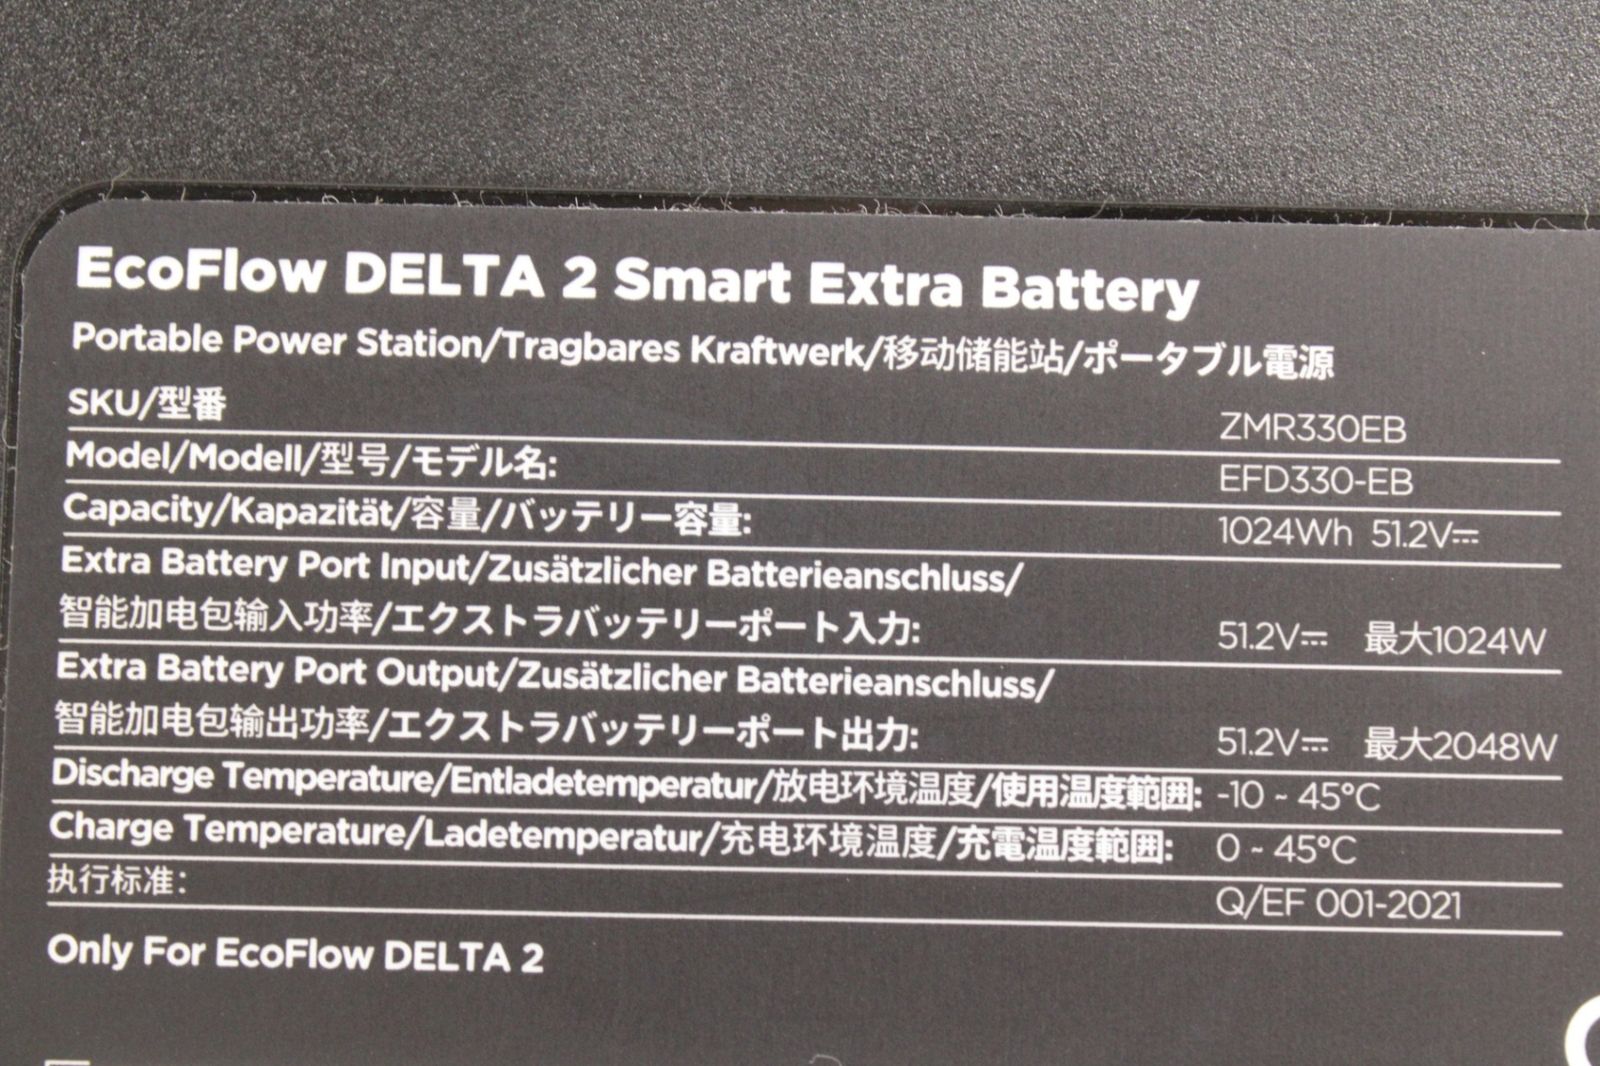 EcoFlow DELTA 2 Smart Extra Battery
Portable Power Station/Tragbares Kraftwerk/移动储能站/ポータブル電源
SKU/型番 ZMR330EB
Model/Modell/型号/モデル名: EFD330-EB
Capacity/Kapazität/容量/バッテリー容量: 1024Wh 51.2V⎓
Extra Battery Port Input/Zusätzlicher Batterieanschluss/
智能加电包输入功率/エクストラバッテリーポート入力: 51.2V⎓ 最大1024W
Extra Battery Port Output/Zusätzlicher Batterieanschluss/
智能加电包输出功率/エクストラバッテリーポート出力: 51.2V⎓ 最大2048W
Discharge Temperature/Entladetemperatur/放电环境温度/使用温度範囲: -10 ~ 45°C
Charge Temperature/Ladetemperatur/充电环境温度/充電温度範囲: 0 ~ 45°C
执行标准: Q/EF 001-2021
Only For EcoFlow DELTA 2